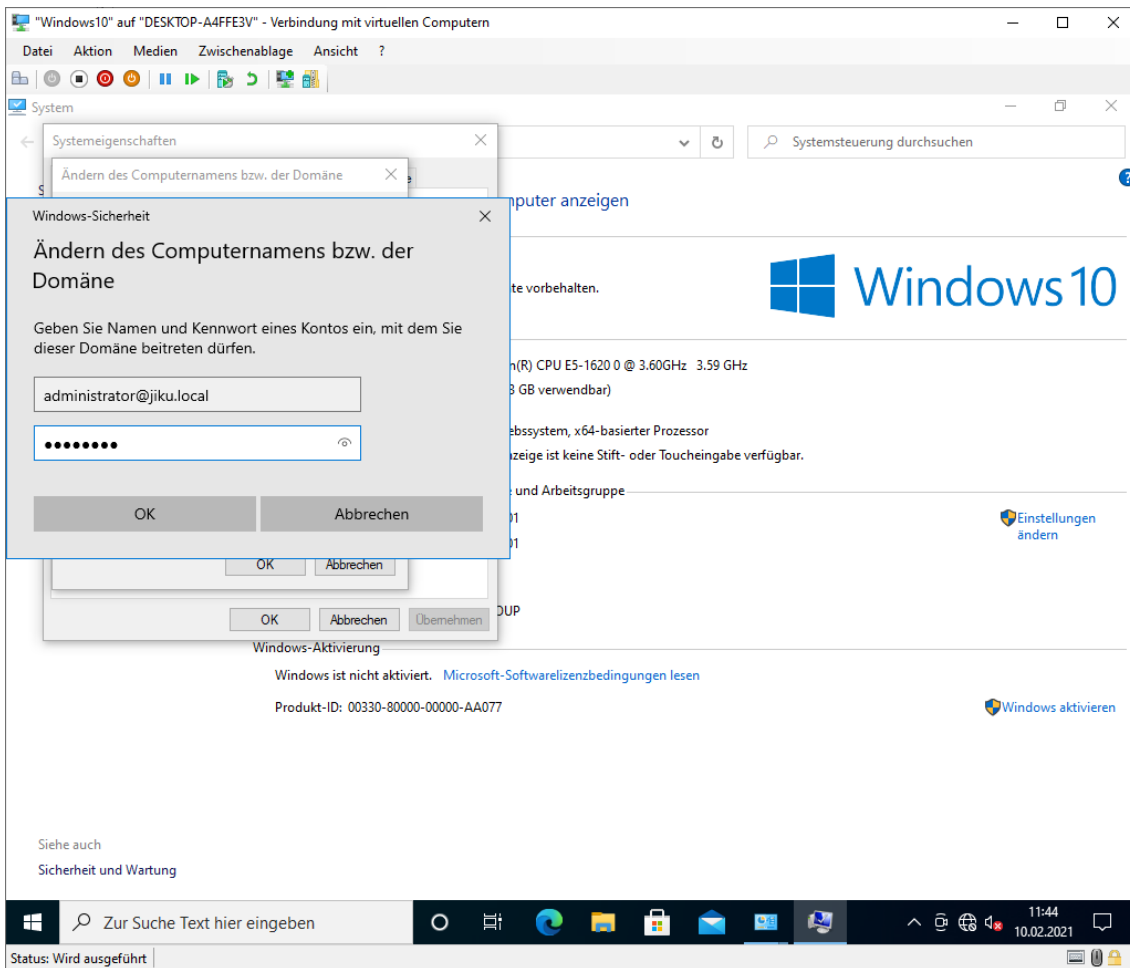 "Windows10" auf "DESKTOP-A4FFE3V" - Verbindung mit virtuellen Computern
Datei Aktion Medien Zwischenablage Ansicht ?
System
Systemeigenschaften
Systemsteuerung durchsuchen
Ändern des Computernamens bzw. der Domäne
anzeigen
Windows-Sicherheit
Ändern des Computernamens bzw. der
Domäne
te vorbehalten.
Windows 10
Geben Sie Namen und Kennwort eines Kontos ein, mit dem Sie
dieser Domäne beitreten dürfen.
n(R) CPU E5-1620 0 @ 3.60GHz 3.59 GHz
GB verwendbar)
administrator@jiku.local
ebssystem, x64-basierter Prozessor
zeige ist keine Stift- oder Toucheingabe verfügbar.
●●●●●●●●
und Arbeitsgruppe
OK Abbrechen
01
Einstellungen
ändern
01
OK Abbrechen
OUP
OK Abbrechen Übernehmen
Windows-Aktivierung
Windows ist nicht aktiviert. Microsoft-Softwarelizenzbedingungen lesen
Produkt-ID: 00330-80000-00000-AA077
Windows aktivieren
Siehe auch
Sicherheit und Wartung
Zur Suche Text hier eingeben
11:44
10.02.2021
Status: Wird ausgeführt